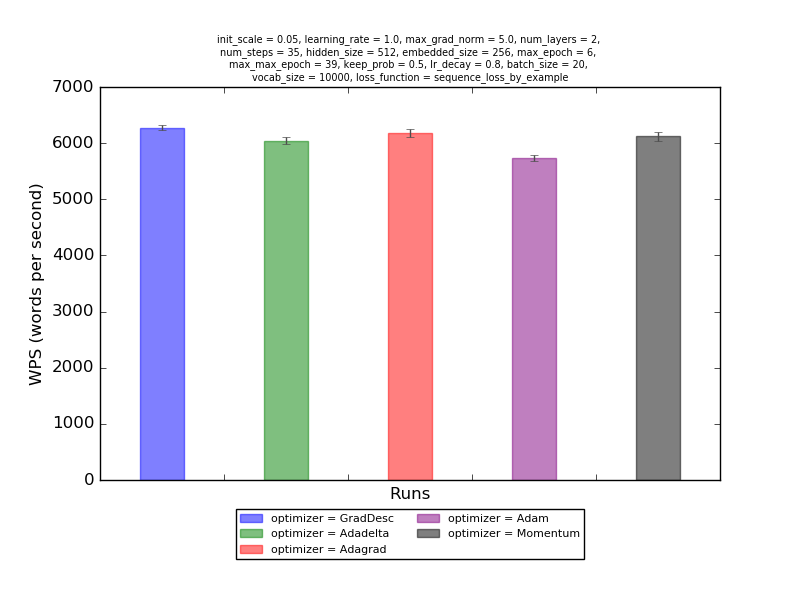 init_scale = 0.05, learning_rate = 1.0, max_grad_norm = 5.0, num_layers = 2,
num_steps = 35, hidden_size = 512, embedded_size = 256, max_epoch = 6,
max_max_epoch = 39, keep_prob = 0.5, lr_decay = 0.8, batch_size = 20,
vocab_size = 10000, loss_function = sequence_loss_by_example
7000
6000
5000
4000
3000
2000
1000
0
WPS (words per second)
Runs
optimizer = GradDesc
optimizer = Adadelta
optimizer = Adagrad
optimizer = Adam
optimizer = Momentum